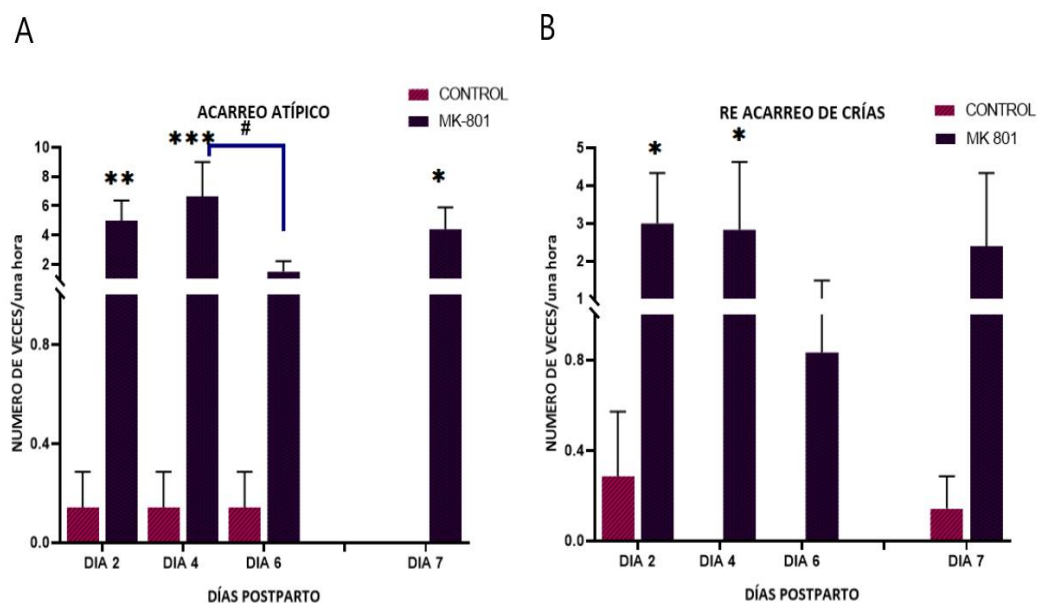 A
ACARREO ATÍPICO
CONTROL
MK-801
#
***
**
*
10
8
6
4
2
0.8
0.4
0.0
NUMERO DE VECES/una hora
DIA 2
DIA 4
DIA 6
DIA 7
DÍAS POSTPARTO
B
RE ACARREO DE CRÍAS
CONTROL
MK 801
*
*
5
4
3
2
1
0.8
0.4
0.0
NUMERO DE VECES/una hora
DIA 2
DIA 4
DIA 6
DIA 7
DÍAS POSTPARTO